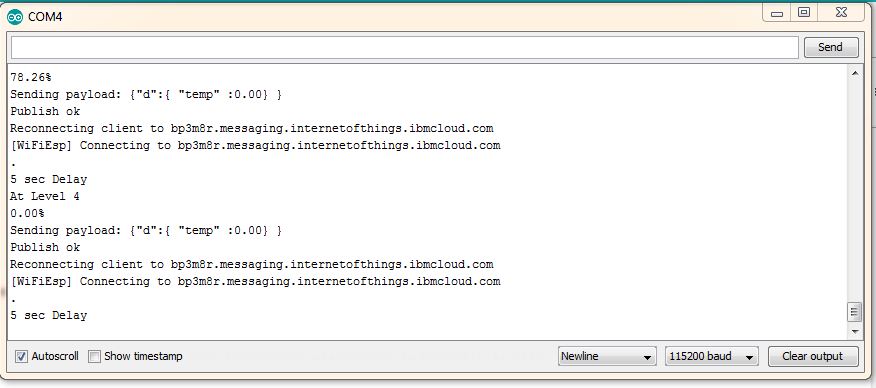 COM4
Send
78.26%
Sending payload: {"d":{ "temp" :0.00} }
Publish ok
Reconnecting client to bp3m8r.messaging.internetofthings.ibmcloud.com
[WiFiEsp] Connecting to bp3m8r.messaging.internetofthings.ibmcloud.com
.
5 sec Delay
At Level 4
0.00%
Sending payload: {"d":{ "temp" :0.00} }
Publish ok
Reconnecting client to bp3m8r.messaging.internetofthings.ibmcloud.com
[WiFiEsp] Connecting to bp3m8r.messaging.internetofthings.ibmcloud.com
.
5 sec Delay
Autoscroll Show timestamp Newline 115200 baud Clear output